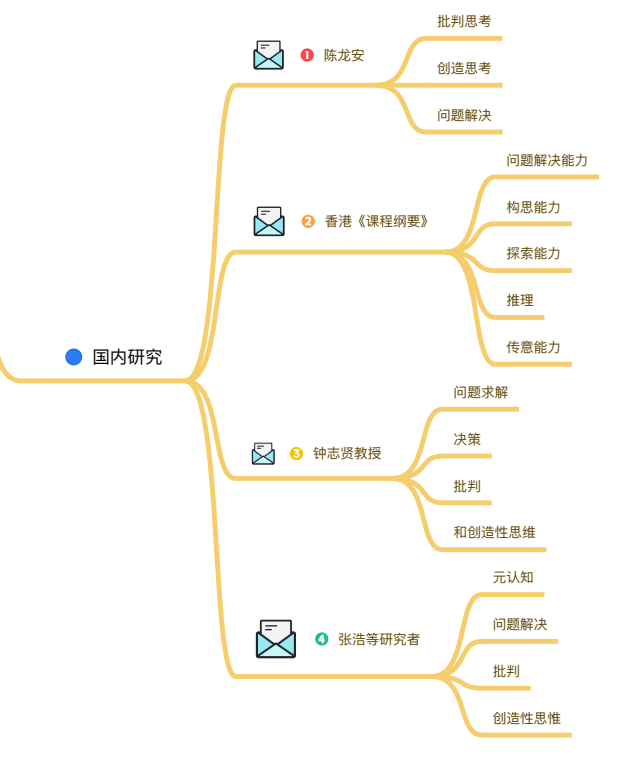 国内研究
1 陈龙安
批判思考
创造思考
问题解决
2 香港《课程纲要》
问题解决能力
构思能力
探索能力
推理
传意能力
3 钟志贤教授
问题求解
决策
批判
和创造性思维
4 张浩等研究者
元认知
问题解决
批判
创造性思惟